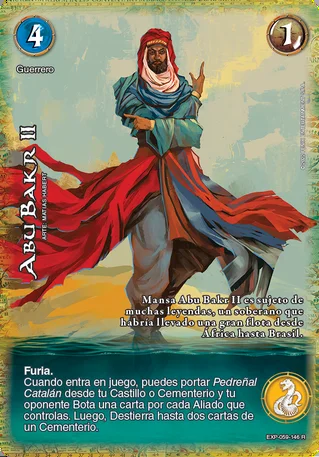 4
1
Guerrero
ABU BAKR II
ARTE: MATIAS HABERT
Mansa Abu Bakr II es sujeto de
muchas leyendas, un soberano que
habría llevado una gran flota desde
África hasta Brasil.
Furia.
Cuando entra en juego, puedes portar Pedreñal
Catalán desde tu Castillo o Cementerio y tu
oponente Bota una carta por cada Aliado que
controlas. Luego, Destierra hasta dos cartas de
un Cementerio.
EXP-059-146 R